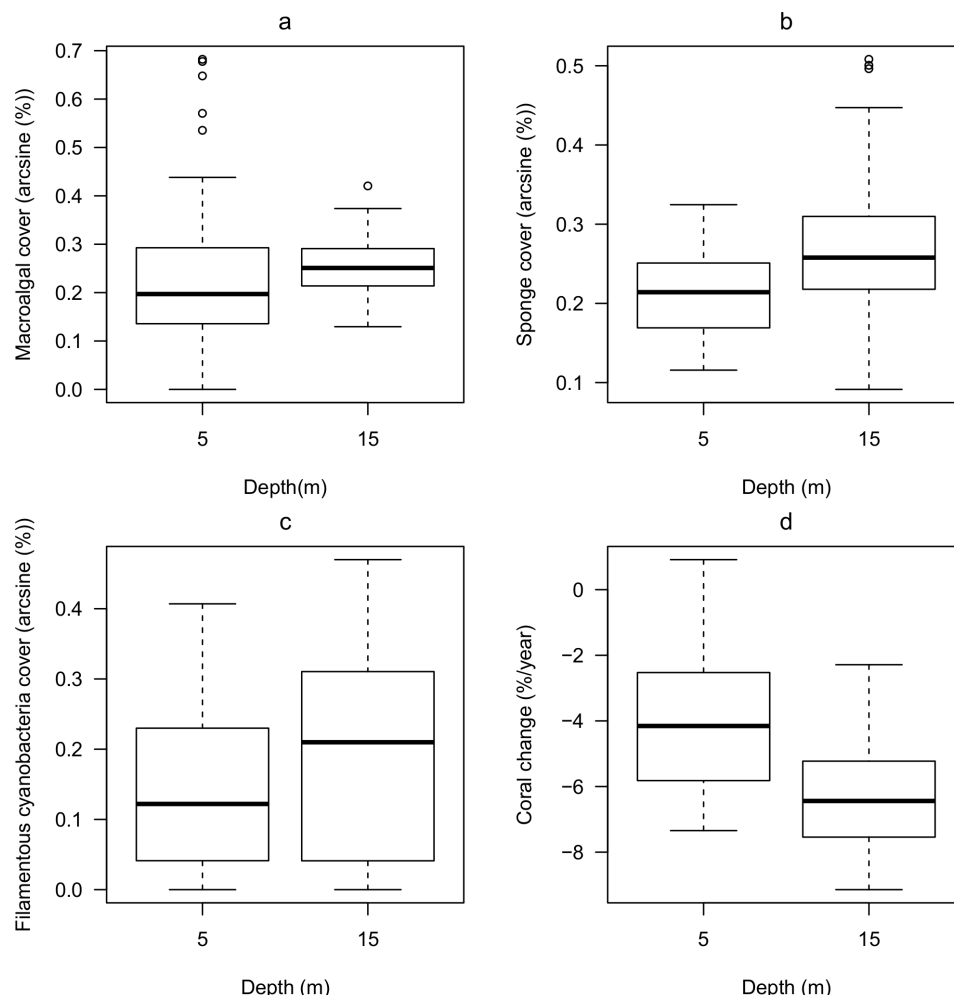 a
Macroalgal cover (arcsine (%))
0.7
0.6
0.5
0.4
0.3
0.2
0.1
0.0
5
15
Depth(m)
b
Sponge cover (arcsine (%))
0.5
0.4
0.3
0.2
0.1
5
15
Depth (m)
c
Filamentous cyanobacteria cover (arcsine (%))
0.4
0.3
0.2
0.1
0.0
5
15
Depth (m)
d
Coral change (%/year)
0
−2
−4
−6
−8
5
15
Depth (m)